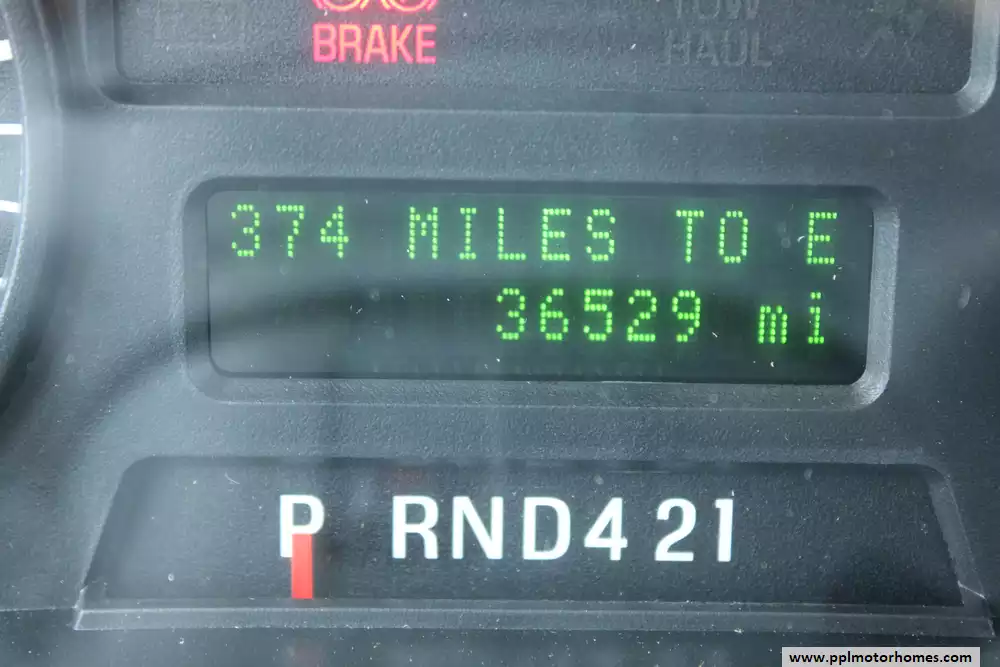 BRAKE
TOW
HAUL
374 MILES TO E
36529 mi
P RND421
www.pplmotorhomes.com